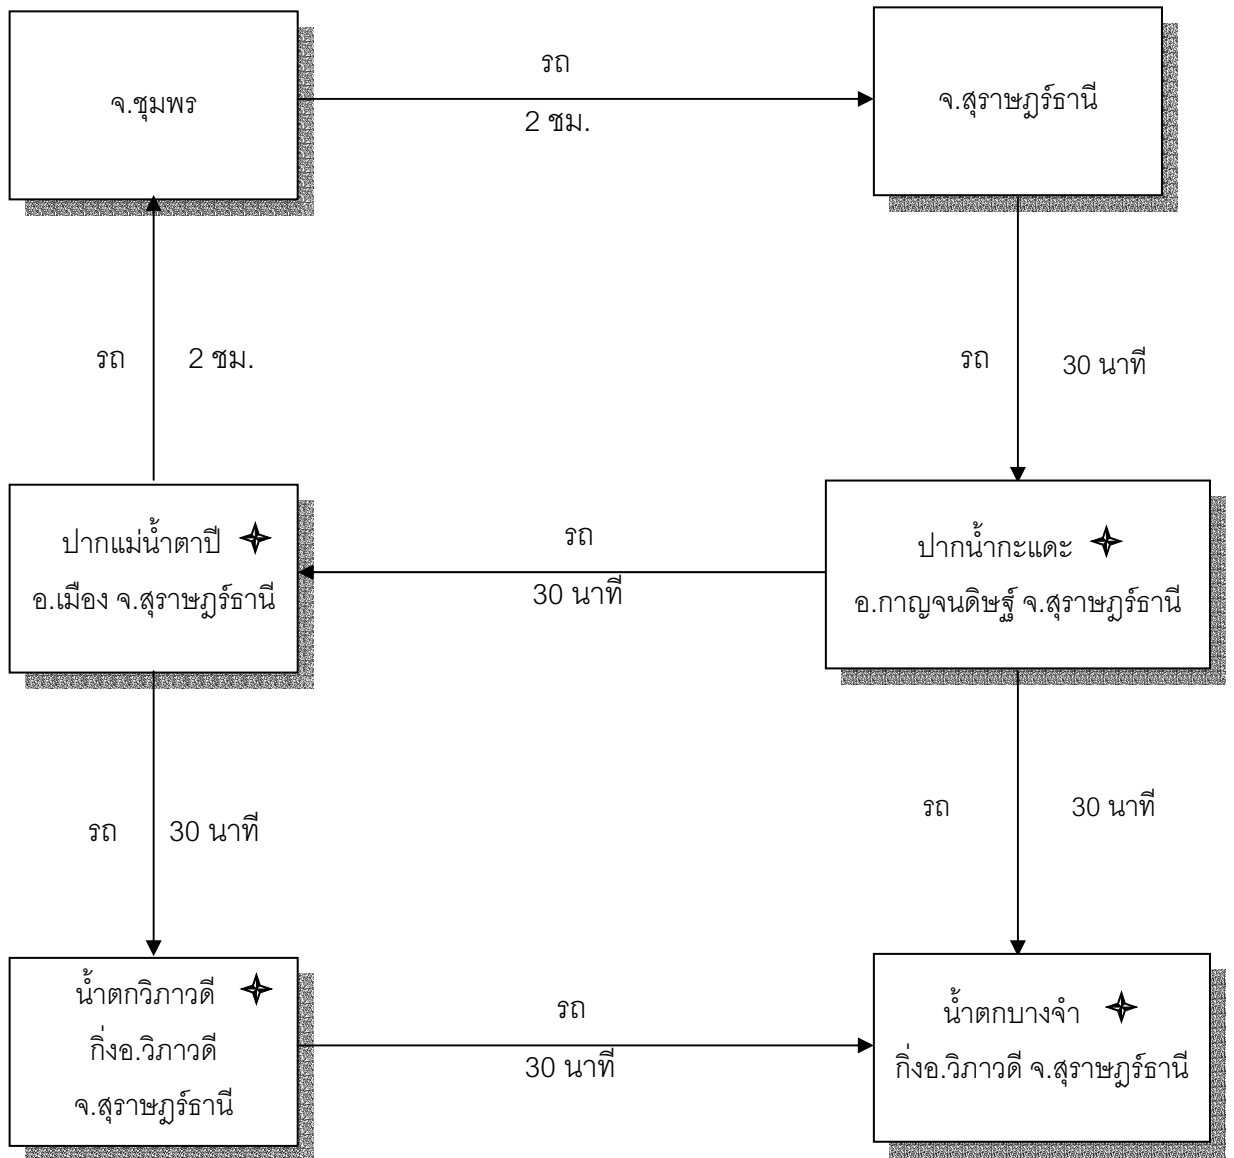 จ.ชุมพร
รถ
2 ชม.
จ.สุราษฎร์ธานี
รถ
2 ชม.
รถ
30 นาที
ปากแม่น้ำตาปี
อ.เมือง จ.สุราษฎร์ธานี
รถ
30 นาที
ปากน้ำกะแดะ
อ.กาญจนดิษฐ์ จ.สุราษฎร์ธานี
รถ
30 นาที
รถ
30 นาที
น้ำตกวิภาวดี
กิ่งอ.วิภาวดี
จ.สุราษฎร์ธานี
รถ
30 นาที
น้ำตกบางจำ
กิ่งอ.วิภาวดี จ.สุราษฎร์ธานี